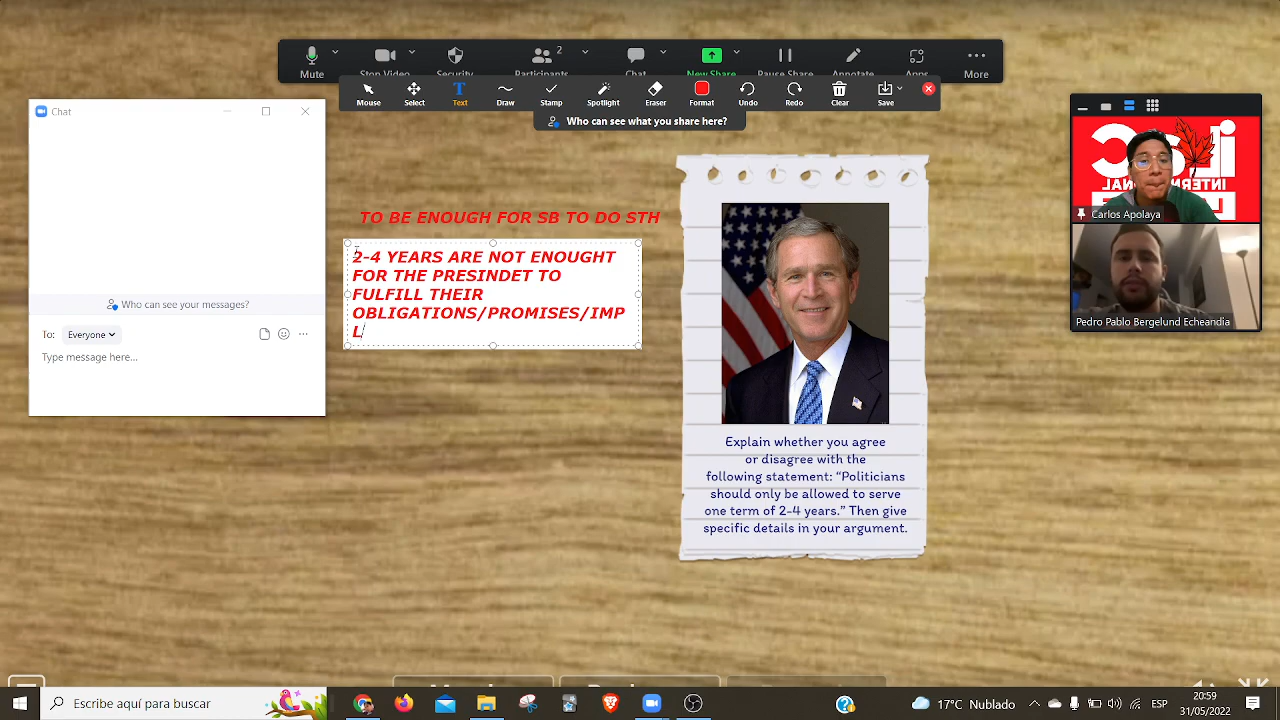 Mute
Stop Video
Security
Participants
2
Chat
New Share
Pause Share
Annotate
Apps
More
Mouse
Select
Text
Draw
Stamp
Spotlight
Eraser
Format
Undo
Redo
Clear
Save
Who can see what you share here?
Chat
Who can see your messages?
To: Everyone
Type message here...
TO BE ENOUGH FOR SB TO DO STH
2-4 YEARS ARE NOT ENOUGHT
FOR THE PRESINDET TO
FULFILL THEIR
OBLIGATIONS/PROMISES/IMP
L
Explain whether you agree
or disagree with the
following statement: “Politicians
should only be allowed to serve
one term of 2-4 years.” Then give
specific details in your argument.
Carlos Apolaya
Pedro Pablo Bergelund Echeandia
Escribe aquí para buscar
17°C Nublado
20:59
31/05/2022